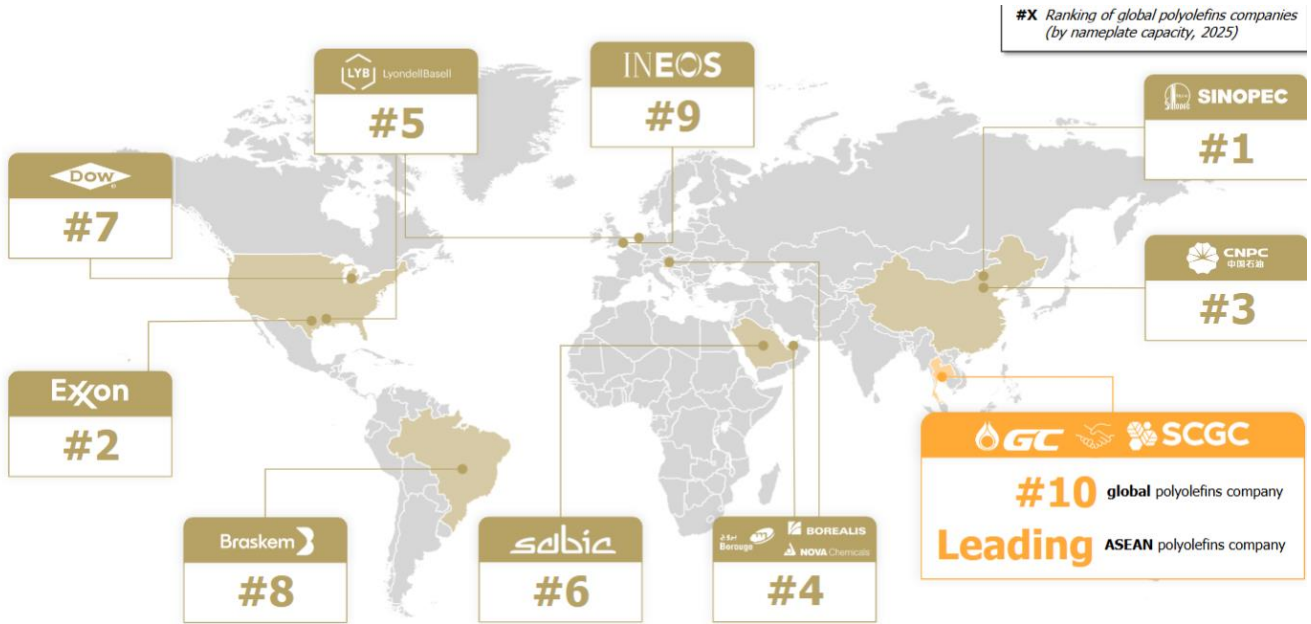 #X Ranking of global polyolefins companies
(by nameplate capacity, 2025)
LYB LyondellBasell
#5
INEOS
#9
SINOPEC
#1
Dow
#7
CNPC
中国石油
#3
Exxon
#2
GC SCGC
#10 global polyolefins company
Leading ASEAN polyolefins company
Braskem
#8
sabic
#6
بروج
Borouge
BOREALIS
NOVA Chemicals
#4